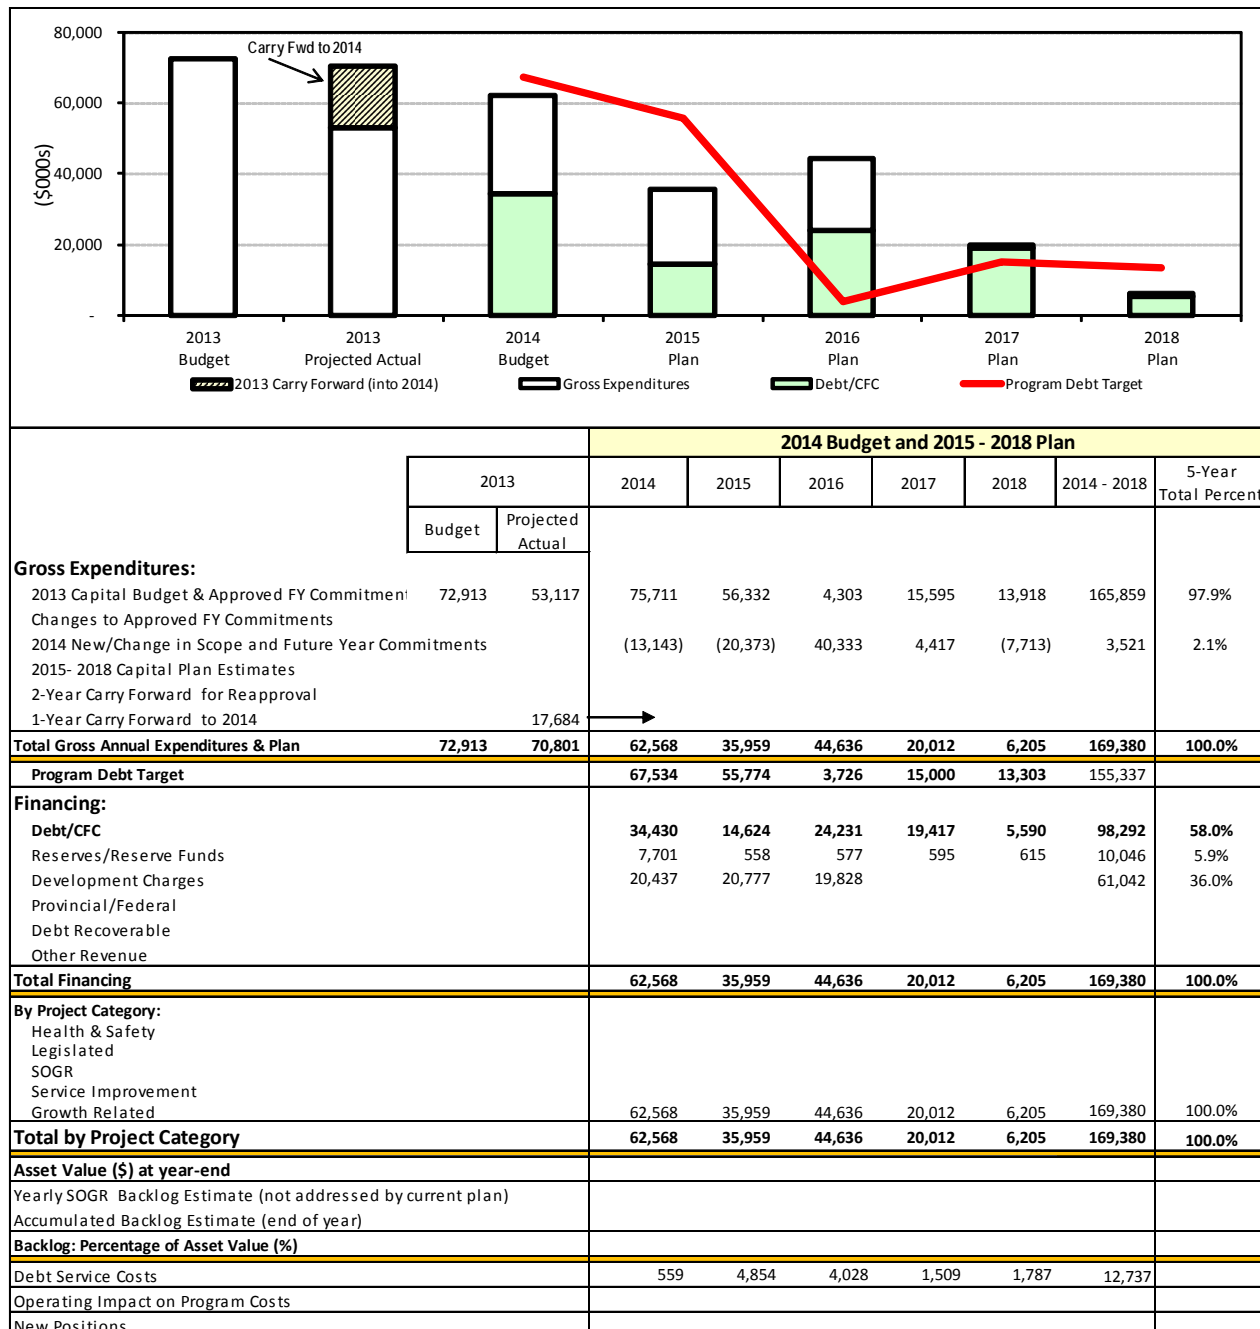 80,000
Carry Fwd to 2014
60,000
40,000
20,000
-
($000s)
2013 2013 2014 2015 2016 2017 2018
Budget Projected Actual Budget Plan Plan Plan Plan
2013 Carry Forward (into 2014) Gross Expenditures Debt/CFC Program Debt Target
2014 Budget and 2015 - 2018 Plan
2013 2014 2015 2016 2017 2018 2014 - 2018 5-Year Total Percent
Budget Projected Actual
Gross Expenditures:
2013 Capital Budget & Approved FY Commitment 72,913 53,117 75,711 56,332 4,303 15,595 13,918 165,859 97.9%
Changes to Approved FY Commitments
2014 New/Change in Scope and Future Year Commitments (13,143) (20,373) 40,333 4,417 (7,713) 3,521 2.1%
2015- 2018 Capital Plan Estimates
2-Year Carry Forward for Reapproval
1-Year Carry Forward to 2014 17,684
Total Gross Annual Expenditures & Plan 72,913 70,801 62,568 35,959 44,636 20,012 6,205 169,380 100.0%
Program Debt Target 67,534 55,774 3,726 15,000 13,303 155,337
Financing:
Debt/CFC 34,430 14,624 24,231 19,417 5,590 98,292 58.0%
Reserves/Reserve Funds 7,701 558 577 595 615 10,046 5.9%
Development Charges 20,437 20,777 19,828 61,042 36.0%
Provincial/Federal
Debt Recoverable
Other Revenue
Total Financing 62,568 35,959 44,636 20,012 6,205 169,380 100.0%
By Project Category:
Health & Safety
Legislated
SOGR
Service Improvement
Growth Related 62,568 35,959 44,636 20,012 6,205 169,380 100.0%
Total by Project Category 62,568 35,959 44,636 20,012 6,205 169,380 100.0%
Asset Value ($) at year-end
Yearly SOGR Backlog Estimate (not addressed by current plan)
Accumulated Backlog Estimate (end of year)
Backlog: Percentage of Asset Value (%)
Debt Service Costs 559 4,854 4,028 1,509 1,787 12,737
Operating Impact on Program Costs
New Positions